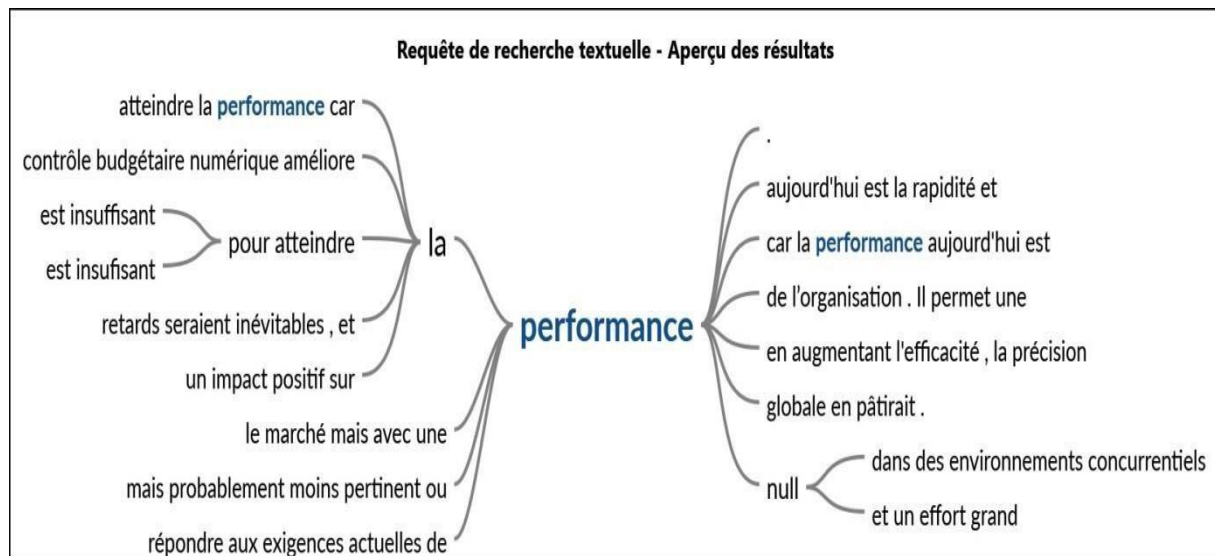 Requête de recherche textuelle - Aperçu des résultats
atteindre la performance car
contrôle budgétaire numérique améliore
est insuffisant
est insufisant
pour atteindre
retards seraient inévitables , et
un impact positif sur
la
le marché mais avec une
mais probablement moins pertinent ou
répondre aux exigences actuelles de
performance
.
aujourd'hui est la rapidité et
car la performance aujourd'hui est
de l'organisation . Il permet une
en augmentant l'efficacité , la précision
globale en pâtirait .
null
dans des environnements concurrentiels
et un effort grand